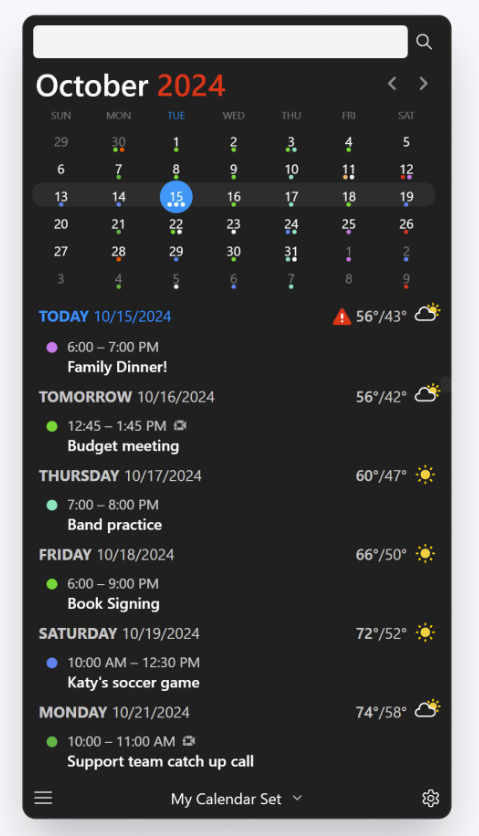 October 2024
SUN MON TUE WED THU FRI SAT
29 30 1 2 3 4 5
6 7 8 9 10 11 12
13 14 15 16 17 18 19
20 21 22 23 24 25 26
27 28 29 30 31 1 2
3 4 5 6 7 8 9
TODAY 10/15/2024 56°/43°
6:00 – 7:00 PM
Family Dinner!
TOMORROW 10/16/2024 56°/42°
12:45 – 1:45 PM
Budget meeting
THURSDAY 10/17/2024 60°/47°
7:00 – 8:00 PM
Band practice
FRIDAY 10/18/2024 66°/50°
6:00 – 9:00 PM
Book Signing
SATURDAY 10/19/2024 72°/52°
10:00 AM – 12:30 PM
Katy's soccer game
MONDAY 10/21/2024 74°/58°
10:00 – 11:00 AM
Support team catch up call
My Calendar Set